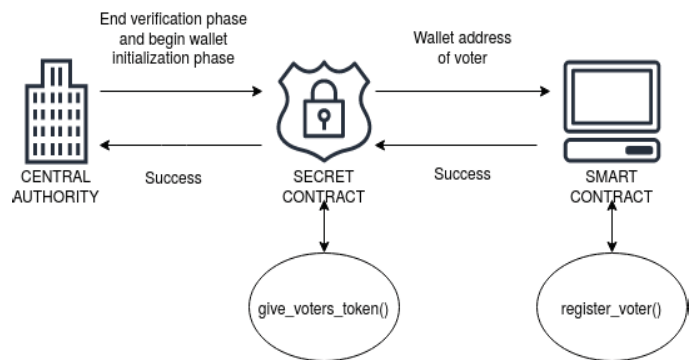 End verification phase
and begin wallet
initialization phase
Wallet address
of voter
CENTRAL
AUTHORITY
Success
SECRET
CONTRACT
Success
SMART
CONTRACT
give_voters_token()
register_voter()